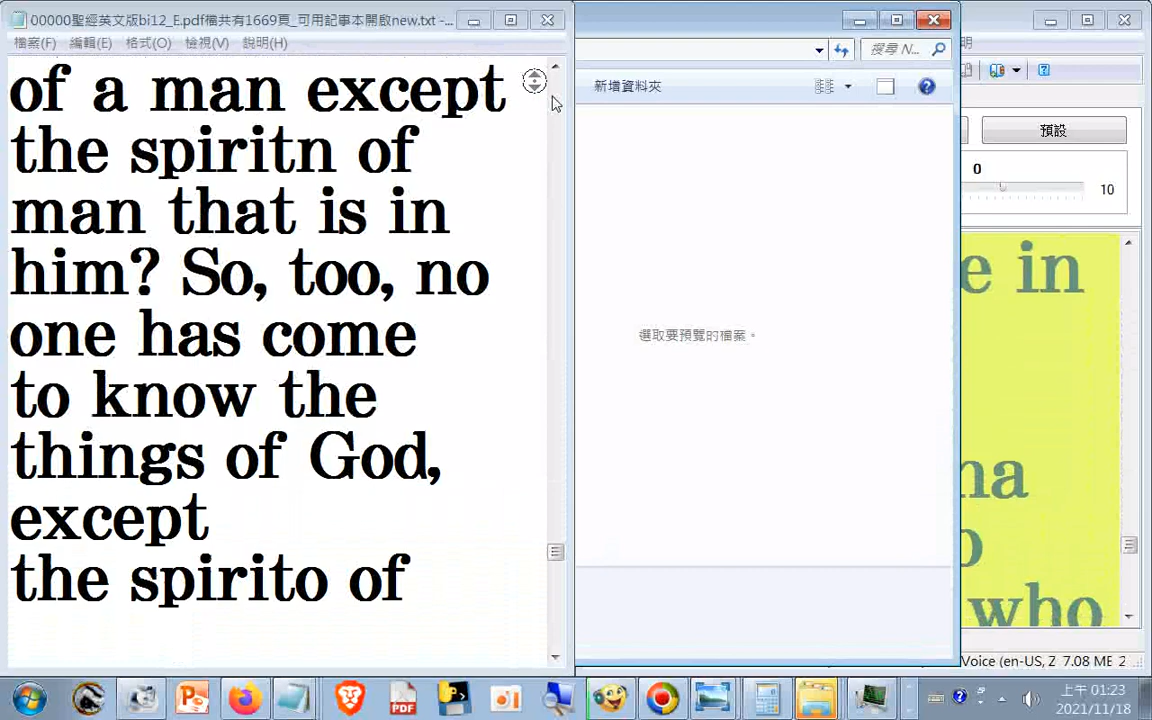 00000聖經英文版bi12_E.pdf檔共有1669頁_可用記事本開啟new.txt -...
檔案(F) 編輯(E) 格式(O) 檢視(V) 說明(H)
of a man except
the spiritn of
man that is in
him? So, too, no
one has come
to know the
things of God,
except
the spirito of
搜尋 N...
新增資料夾
選取要預覽的檔案。
明
預設
0
10
e in
na
who
Voice (en-US, Z 7.08 ME 2
PDF
上午 01:23
2021/11/18